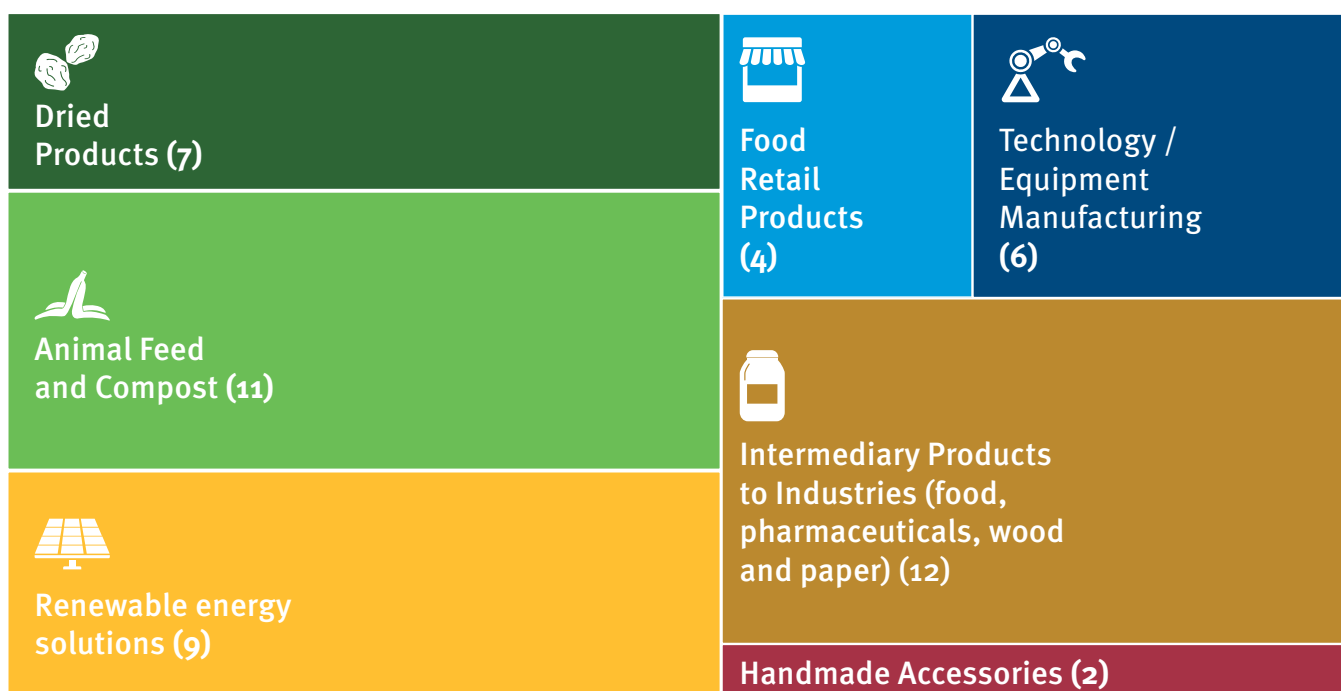 Dried
Products (7)
Animal Feed
and Compost (11)
Renewable energy
solutions (9)
Food
Retail
Products
(4)
Technology /
Equipment
Manufacturing
(6)
Intermediary Products
to Industries (food,
pharmaceuticals, wood
and paper) (12)
Handmade Accessories (2)